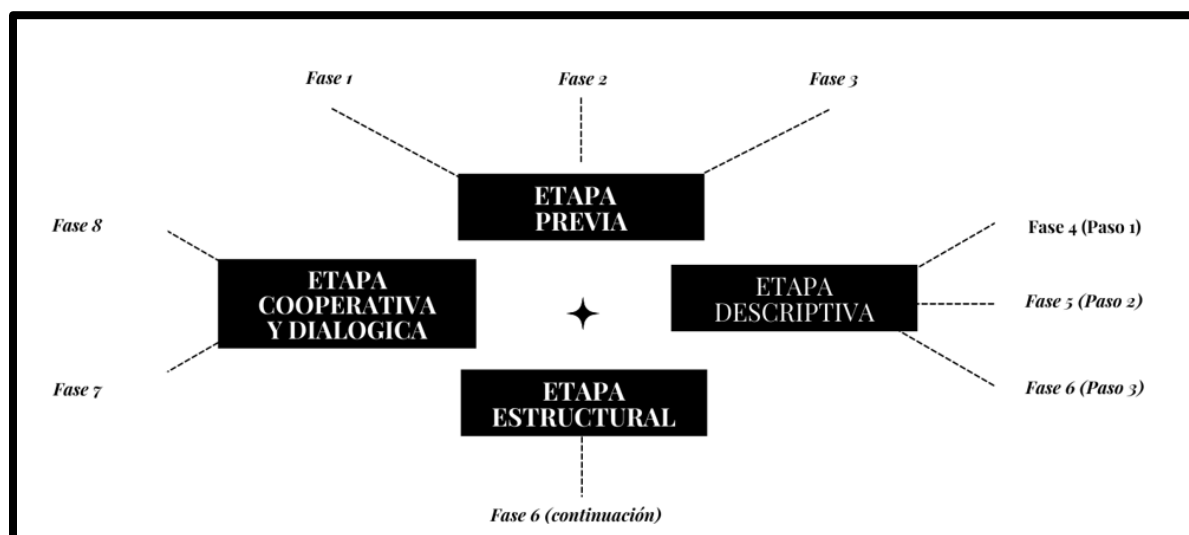 Fase 1
Fase 2
Fase 3
ETAPA
PREVIA
Fase 8
Fase 4 (Paso 1)
ETAPA
COOPERATIVA
Y DIALOGICA
ETAPA
DESCRIPTIVA
Fase 5 (Paso 2)
Fase 7
Fase 6 (Paso 3)
ETAPA
ESTRUCTURAL
Fase 6 (continuación)